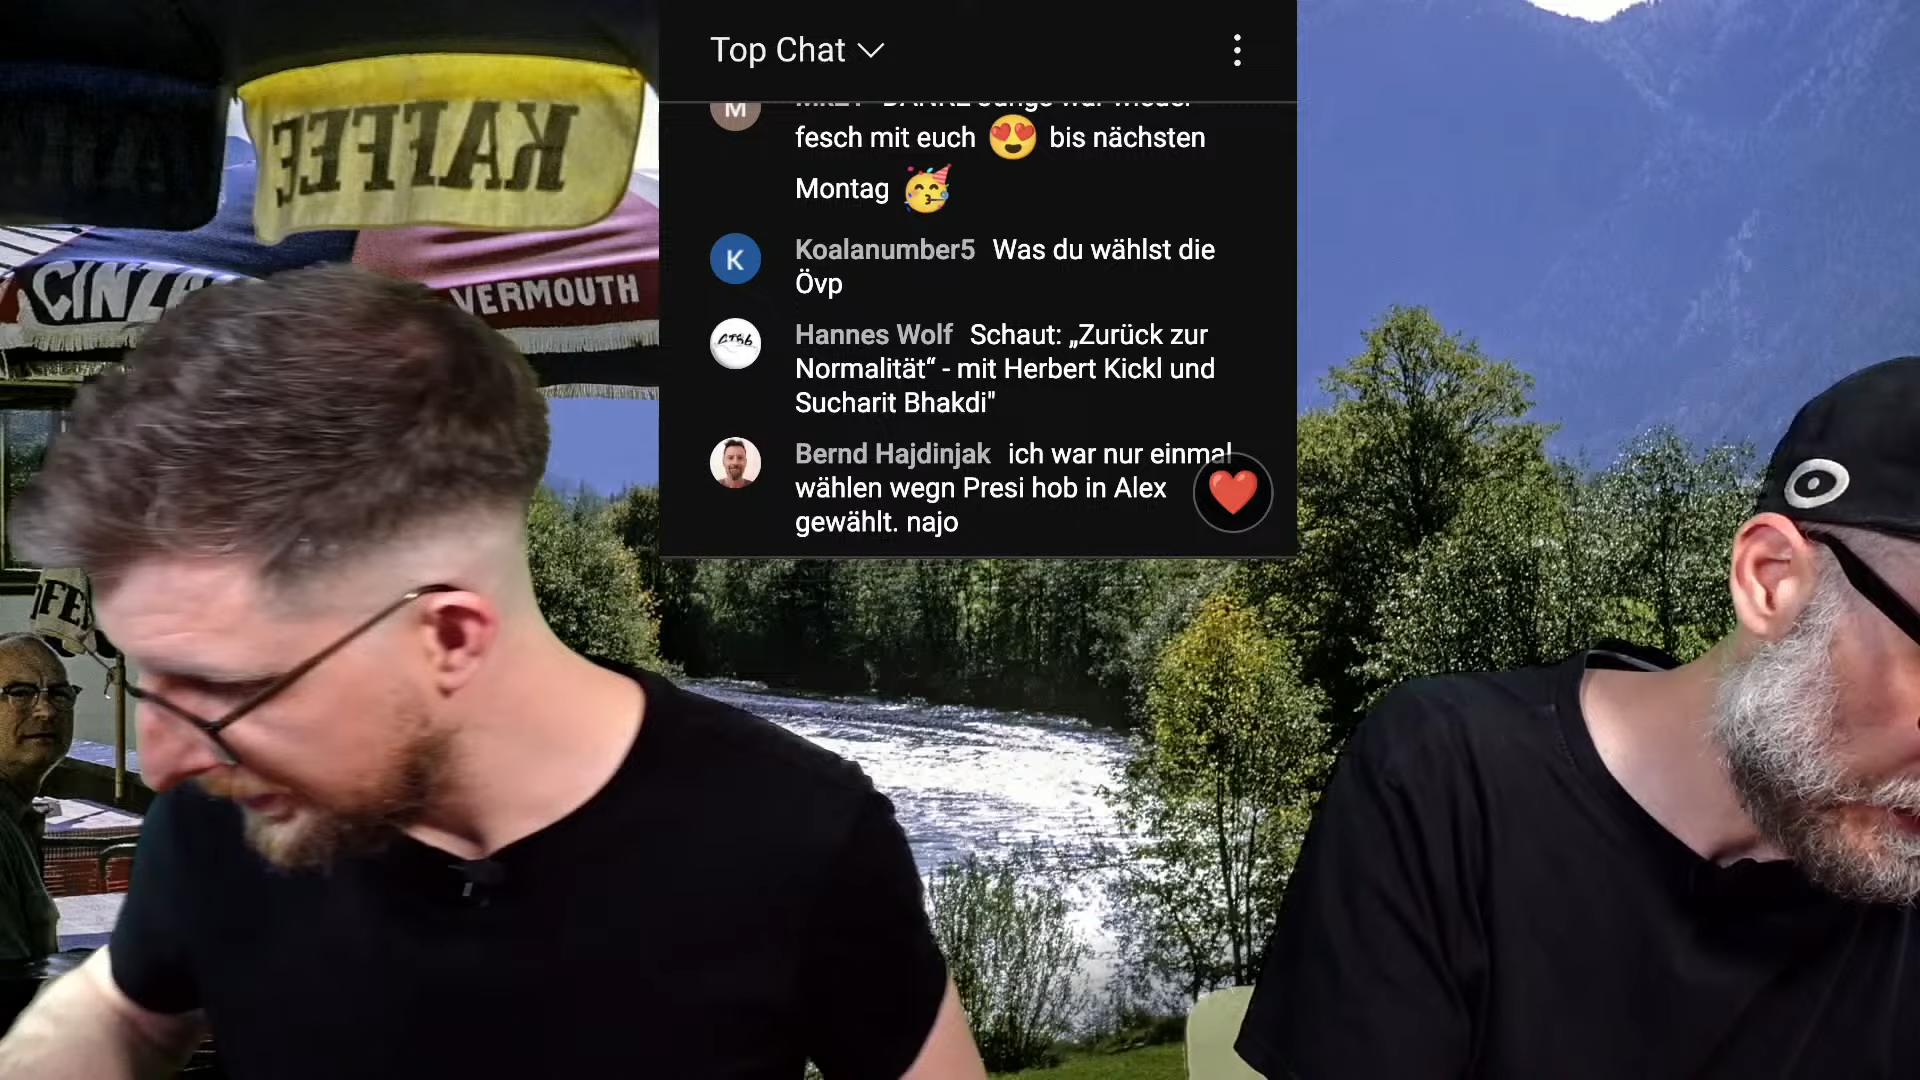 Top Chat
M
fesch mit euch 😍 bis nächsten
Montag 🥳
K
Koalanumber5 Was du wählst die
Övp
Hannes Wolf Schaut: „Zurück zur
Normalität“ - mit Herbert Kickl und
Sucharit Bhakdi"
Bernd Hajdinjak ich war nur einmal
wählen wegn Presi hob in Alex
gewählt. najo
KAFFEE
VERMOUTH